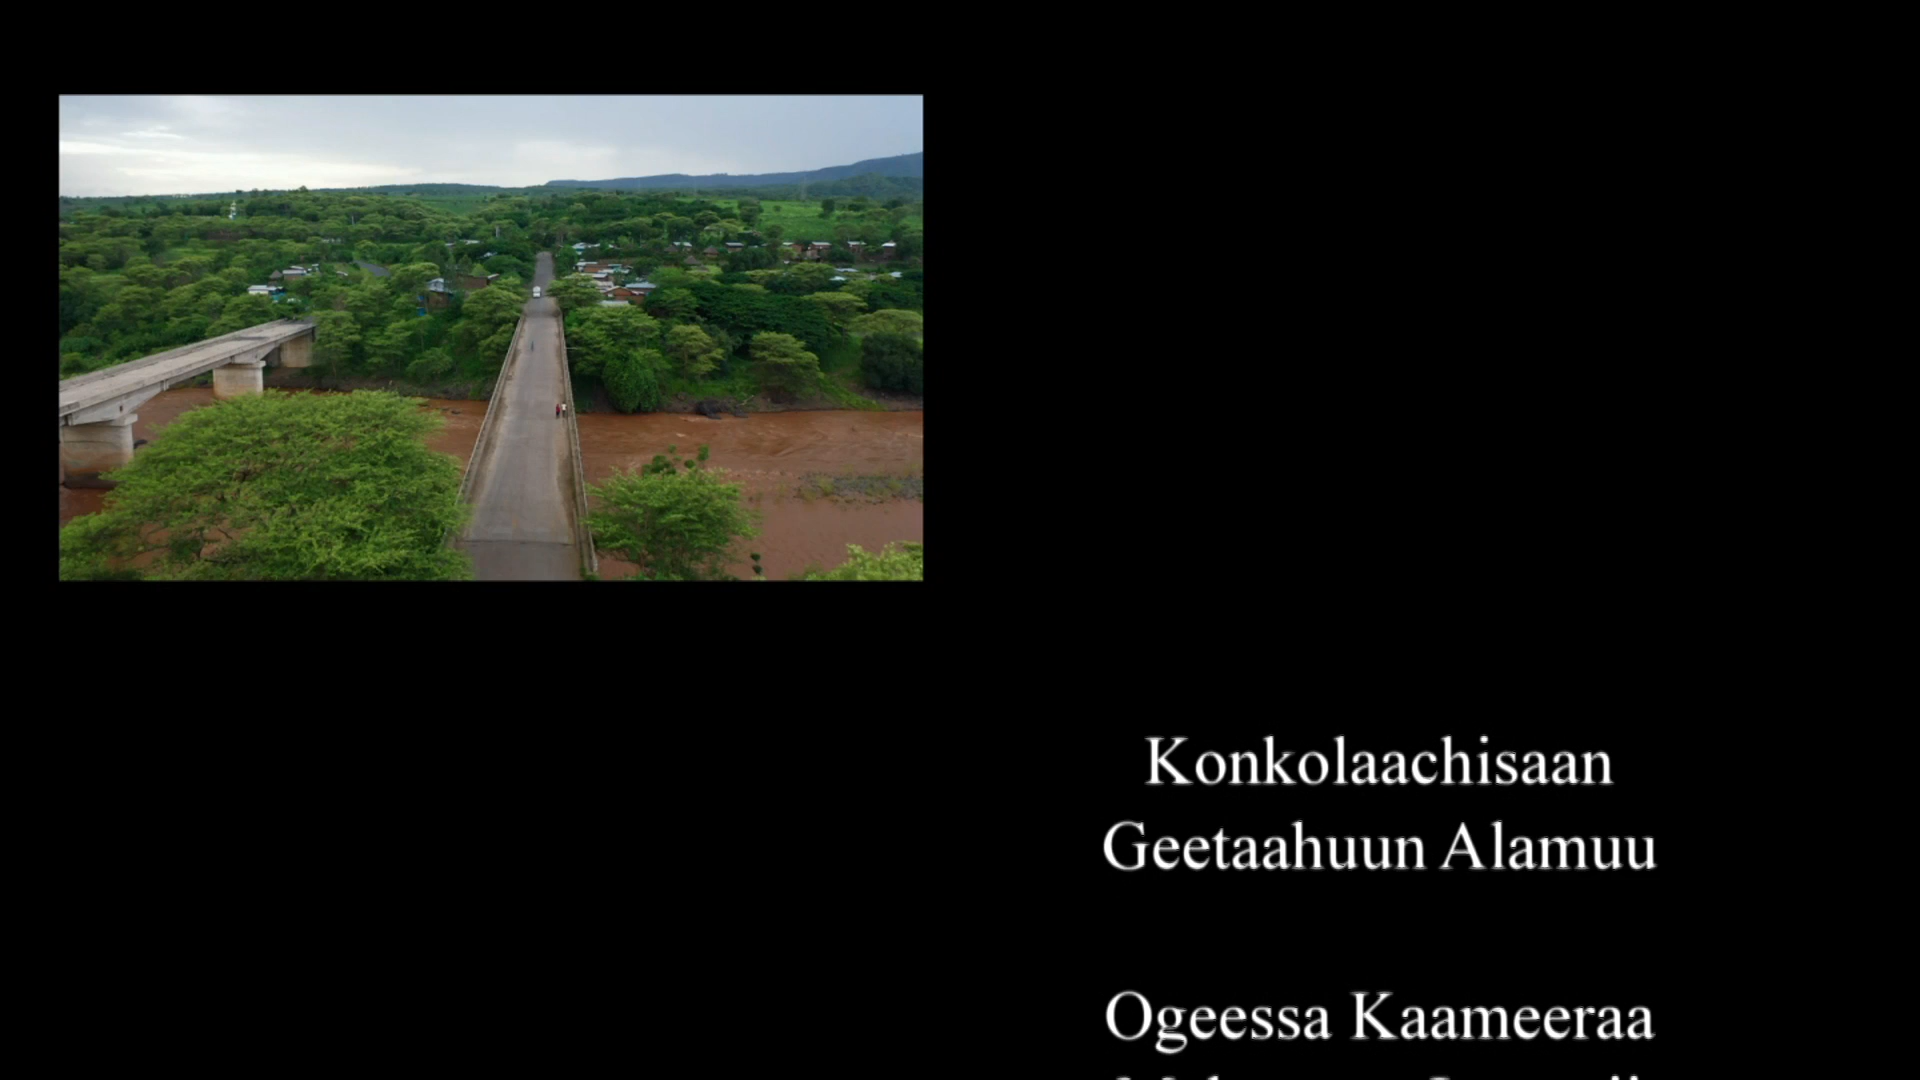 Konkolaachisaan
Geetaahuun Alamuu
Ogeessa Kaameeraa